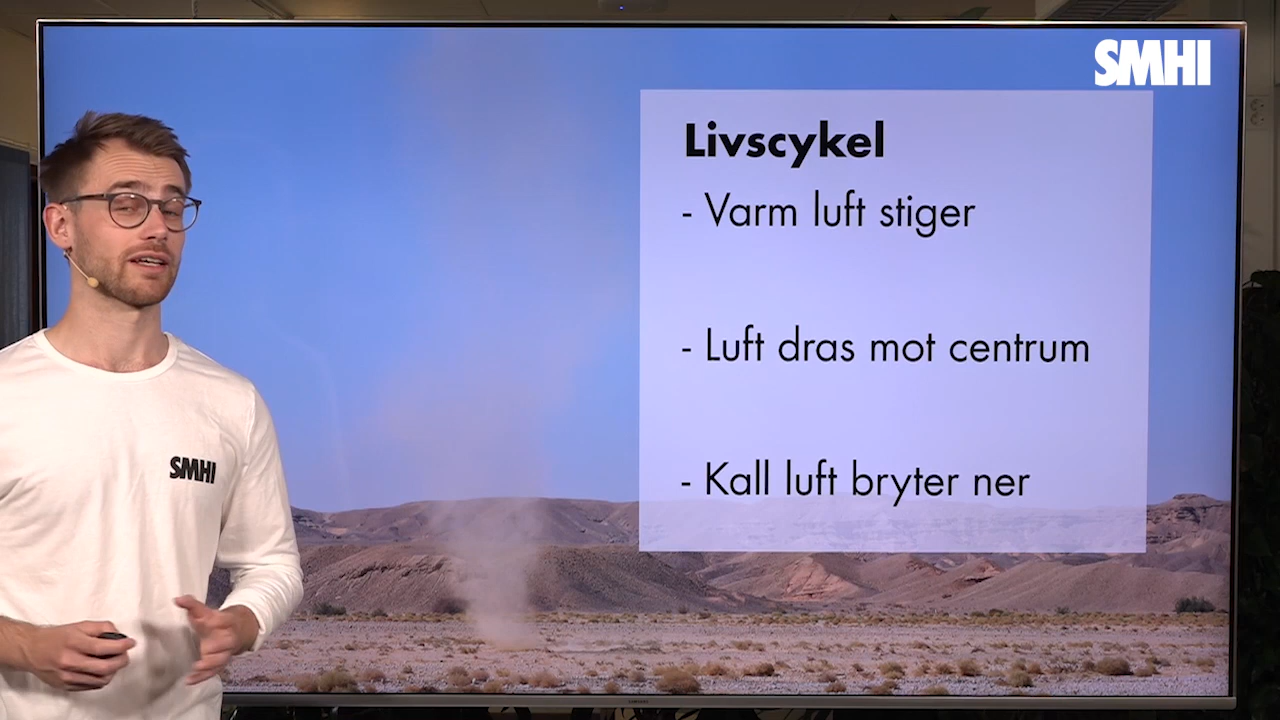 SMHI
Livscykel
- Varm luft stiger
- Luft dras mot centrum
- Kall luft bryter ner
SMHI